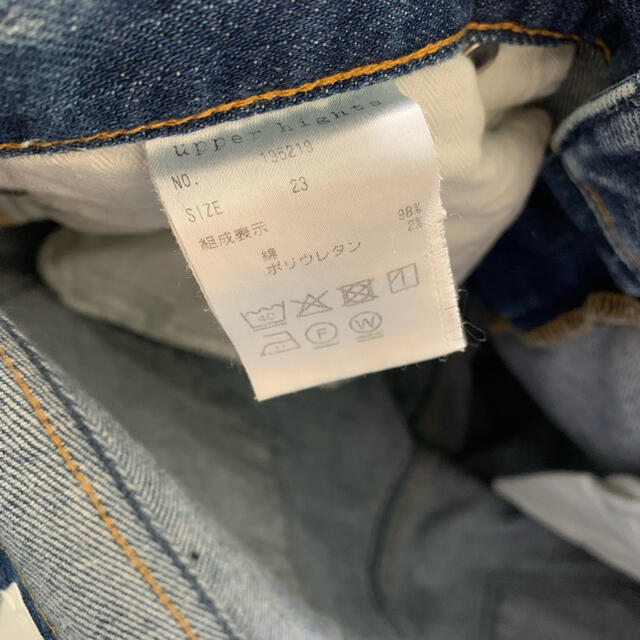 upper hights
NO. 195219
SIZE 23
組成表示
綿 98%
ポリウレタン 2%
40
F W